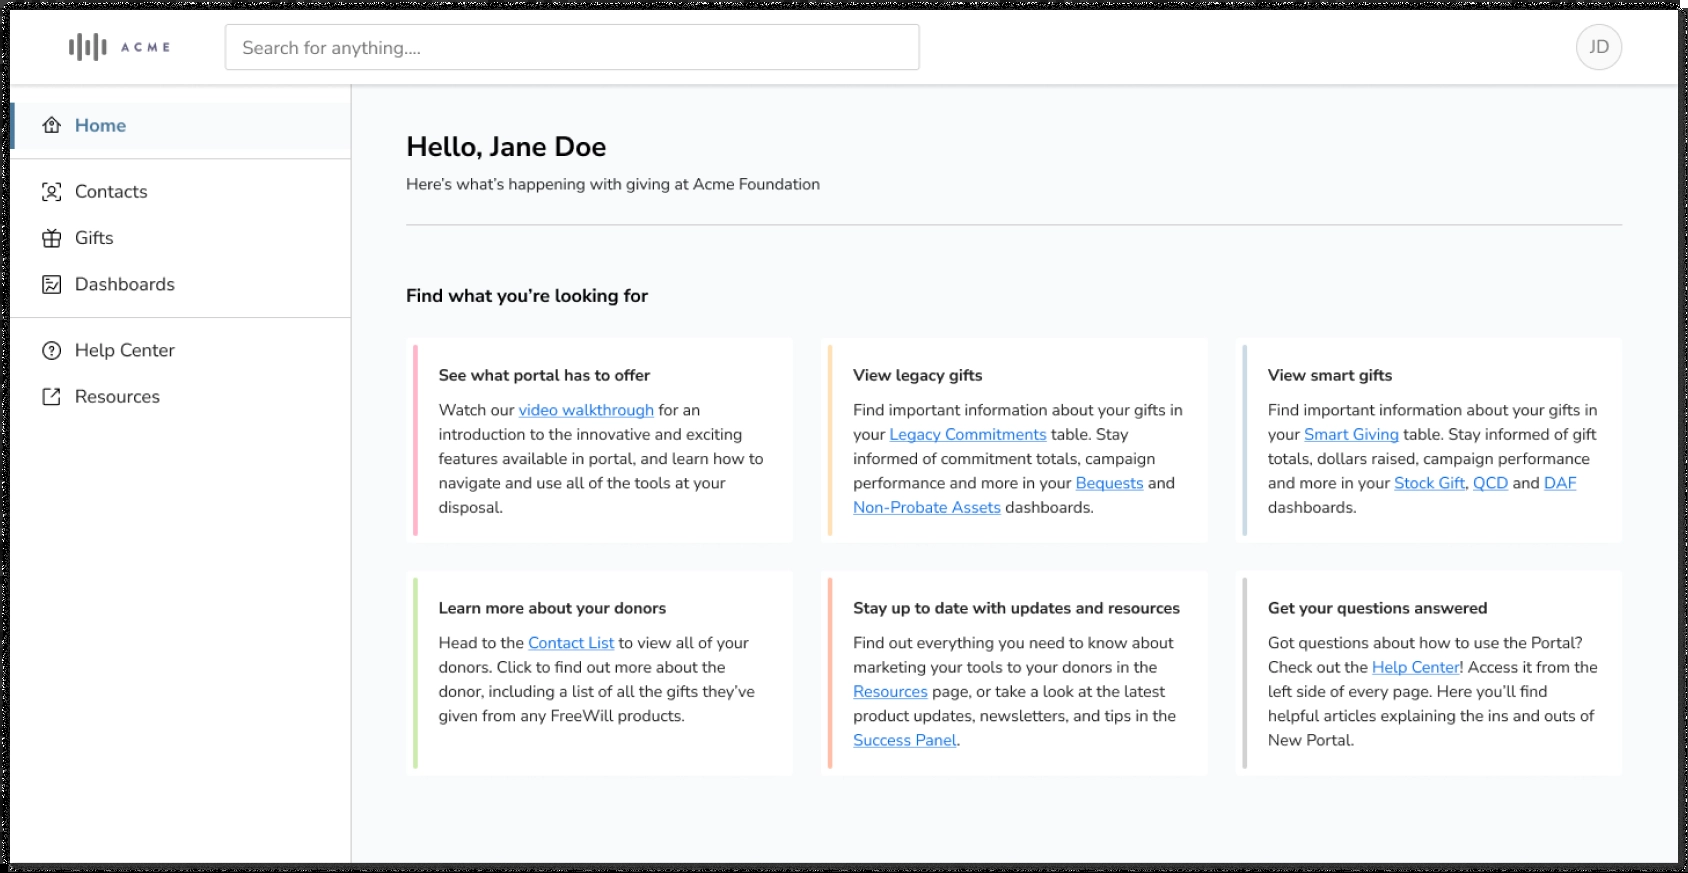 ACME
Search for anything....
JD
Home
Contacts
Gifts
Dashboards
Help Center
Resources
Hello, Jane Doe
Here's what's happening with giving at Acme Foundation
Find what you're looking for
See what portal has to offer
Watch our video walkthrough for an
introduction to the innovative and exciting
features available in portal, and learn how to
navigate and use all of the tools at your
disposal.
View legacy gifts
Find important information about your gifts in
your Legacy Commitments table. Stay
informed of commitment totals, campaign
performance and more in your Bequests and
Non-Probate Assets dashboards.
View smart gifts
Find important information about your gifts in
your Smart Giving table. Stay informed of gift
totals, dollars raised, campaign performance
and more in your Stock Gift, QCD and DAF
dashboards.
Learn more about your donors
Head to the Contact List to view all of your
donors. Click to find out more about the
donor, including a list of all the gifts they've
given from any FreeWill products.
Stay up to date with updates and resources
Find out everything you need to know about
marketing your tools to your donors in the
Resources page, or take a look at the latest
product updates, newsletters, and tips in the
Success Panel.
Get your questions answered
Got questions about how to use the Portal?
Check out the Help Center! Access it from the
left side of every page. Here you'll find
helpful articles explaining the ins and outs of
New Portal.